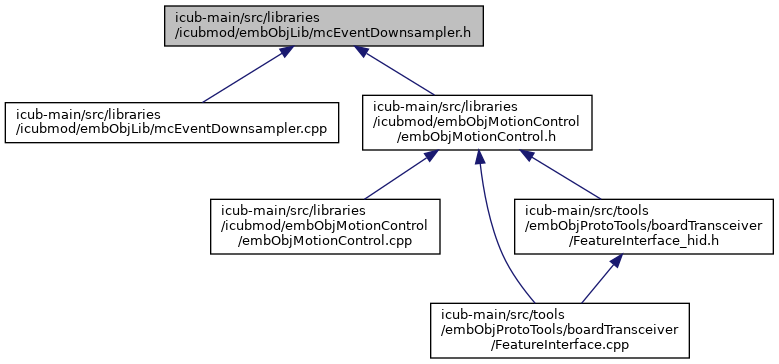 icub-main/src/libraries
/icubmod/embObjLib/mcEventDownsampler.h
icub-main/src/libraries
/icubmod/embObjLib/mcEventDownsampler.cpp
icub-main/src/libraries
/icubmod/embObjMotionControl
/embObjMotionControl.h
icub-main/src/libraries
/icubmod/embObjMotionControl
/embObjMotionControl.cpp
icub-main/src/tools
/embObjProtoTools/boardTransceiver
/FeatureInterface_hid.h
icub-main/src/tools
/embObjProtoTools/boardTransceiver
/FeatureInterface.cpp